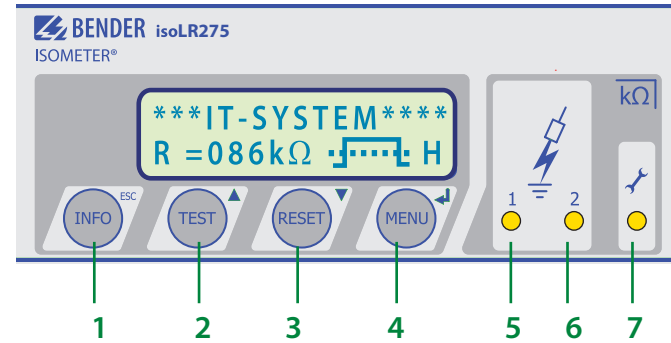 BENDER isoLR275
ISOMETER®
kΩ
***IT-SYSTEM****
R =086kΩ H
ESC
INFO TEST RESET MENU
1 2
1 2 3 4 5 6 7